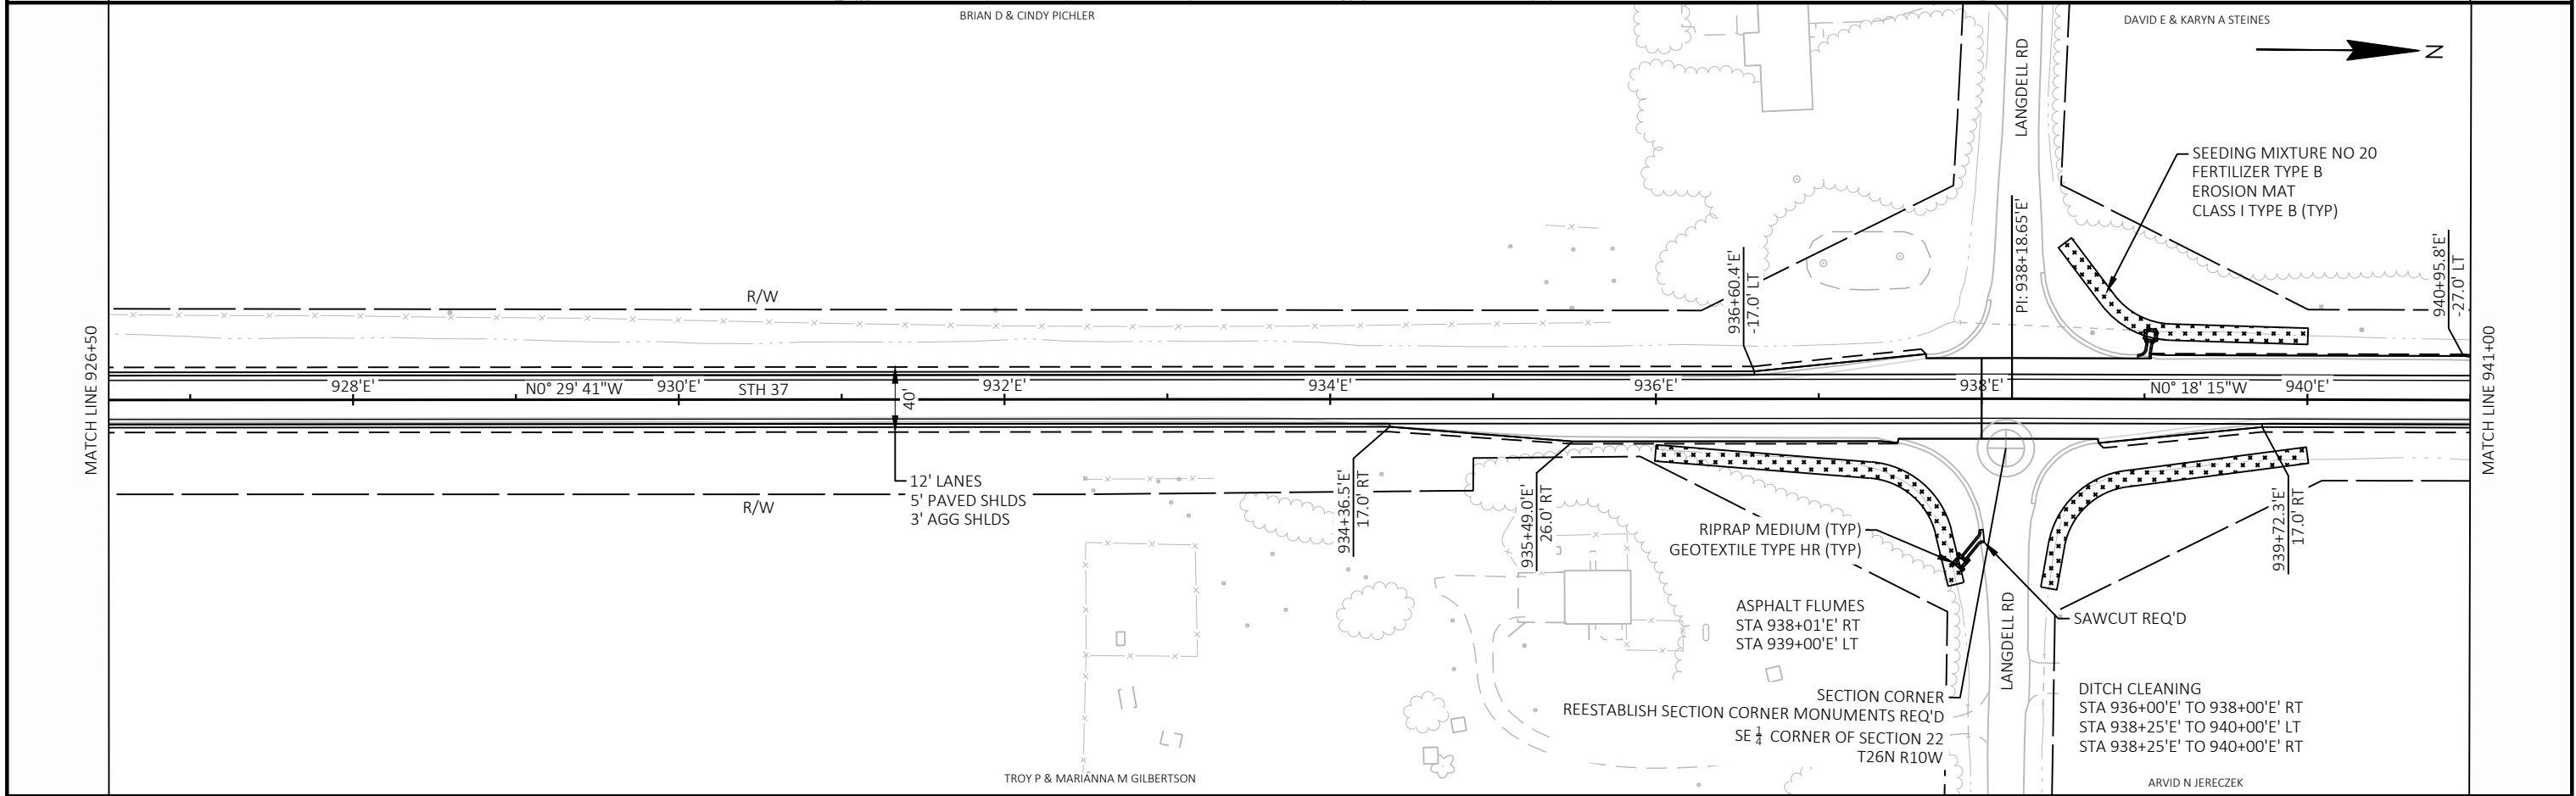 BRIAN D & CINDY PICHLER
DAVID E & KARYN A STEINES
N
LANGDELL RD
SEEDING MIXTURE NO 20
FERTILIZER TYPE B
EROSION MAT
CLASS I TYPE B (TYP)
PI: 938+18.65'E'
936+60.4'E'
-17.0' LT
940+95.8'E'
-27.0' LT
R/W
MATCH LINE 926+50
MATCH LINE 941+00
928'E'
N0° 29' 41"W
930'E'
STH 37
40'
932'E'
934'E'
936'E'
938'E'
N0° 18' 15"W
940'E'
12' LANES
5' PAVED SHLDS
3' AGG SHLDS
R/W
934+36.5'E'
17.0' RT
935+49.0'E'
26.0' RT
939+72.3'E'
17.0' RT
RIPRAP MEDIUM (TYP)
GEOTEXTILE TYPE HR (TYP)
ASPHALT FLUMES
STA 938+01'E' RT
STA 939+00'E' LT
SAWCUT REQ'D
LANGDELL RD
SECTION CORNER
REESTABLISH SECTION CORNER MONUMENTS REQ'D
SE 1/4 CORNER OF SECTION 22
T26N R10W
DITCH CLEANING
STA 936+00'E' TO 938+00'E' RT
STA 938+25'E' TO 940+00'E' LT
STA 938+25'E' TO 940+00'E' RT
TROY P & MARIANNA M GILBERTSON
ARVID N JERECZEK